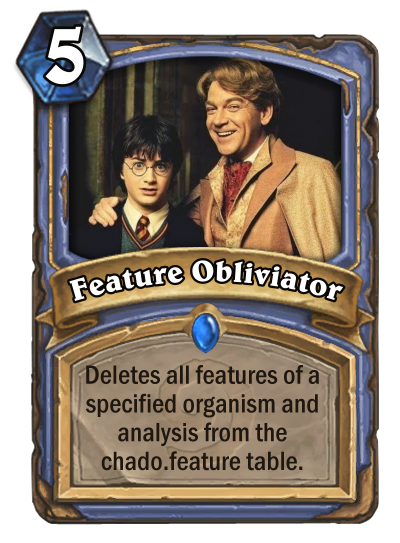 5
Feature Obliviator
Deletes all features of a
specified organism and
analysis from the
chado.feature table.